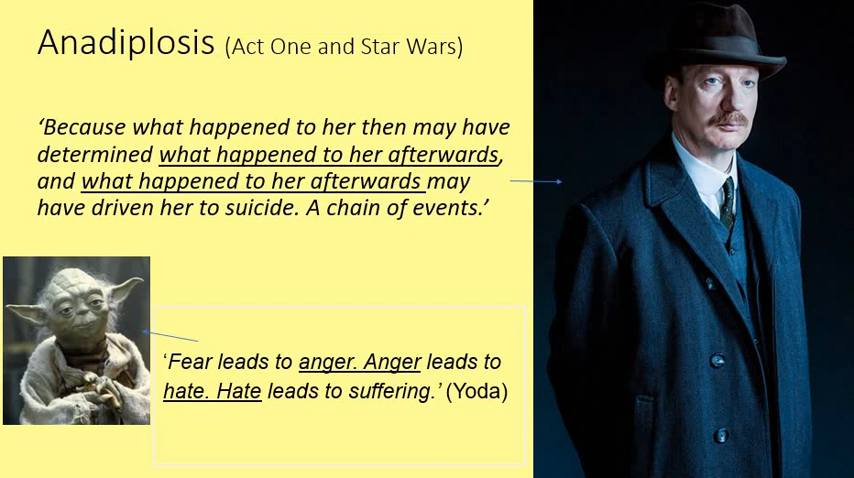 Anadiplosis (Act One and Star Wars)
‘Because what happened to her then may have
determined what happened to her afterwards,
and what happened to her afterwards may
have driven her to suicide. A chain of events.’
‘Fear leads to anger. Anger leads to
hate. Hate leads to suffering.’ (Yoda)